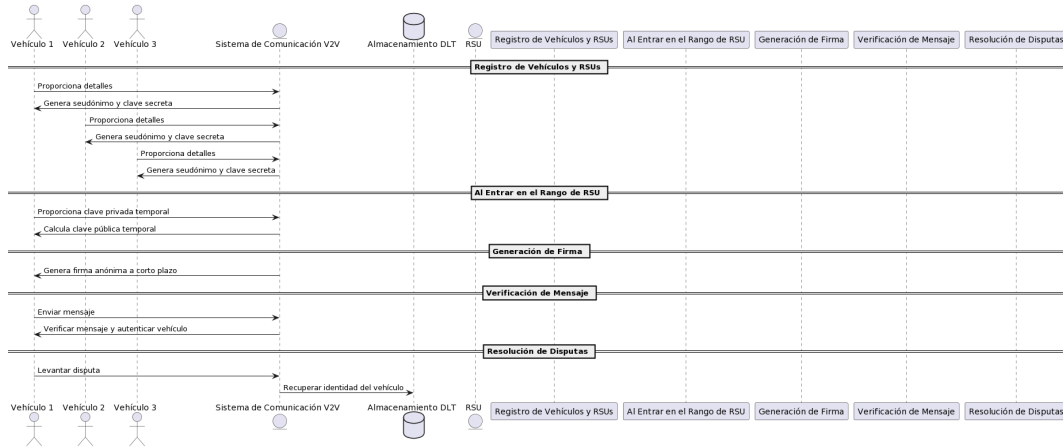 Vehículo 1 Vehículo 2 Vehículo 3 Sistema de Comunicación V2V Almacenamiento DLT RSU Registro de Vehículos y RSUs Al Entrar en el Rango de RSU Generación de Firma Verificación de Mensaje Resolución de Disputas
Registro de Vehículos y RSUs
Proporciona detalles
Genera seudónimo y clave secreta
Proporciona detalles
Genera seudónimo y clave secreta
Proporciona detalles
Genera seudónimo y clave secreta
Al Entrar en el Rango de RSU
Proporciona clave privada temporal
Calcula clave pública temporal
Generación de Firma
Genera firma anónima a corto plazo
Verificación de Mensaje
Enviar mensaje
Verificar mensaje y autenticar vehículo
Resolución de Disputas
Levantar disputa
Recuperar identidad del vehículo
Vehículo 1 Vehículo 2 Vehículo 3 Sistema de Comunicación V2V Almacenamiento DLT RSU Registro de Vehículos y RSUs Al Entrar en el Rango de RSU Generación de Firma Verificación de Mensaje Resolución de Disputas